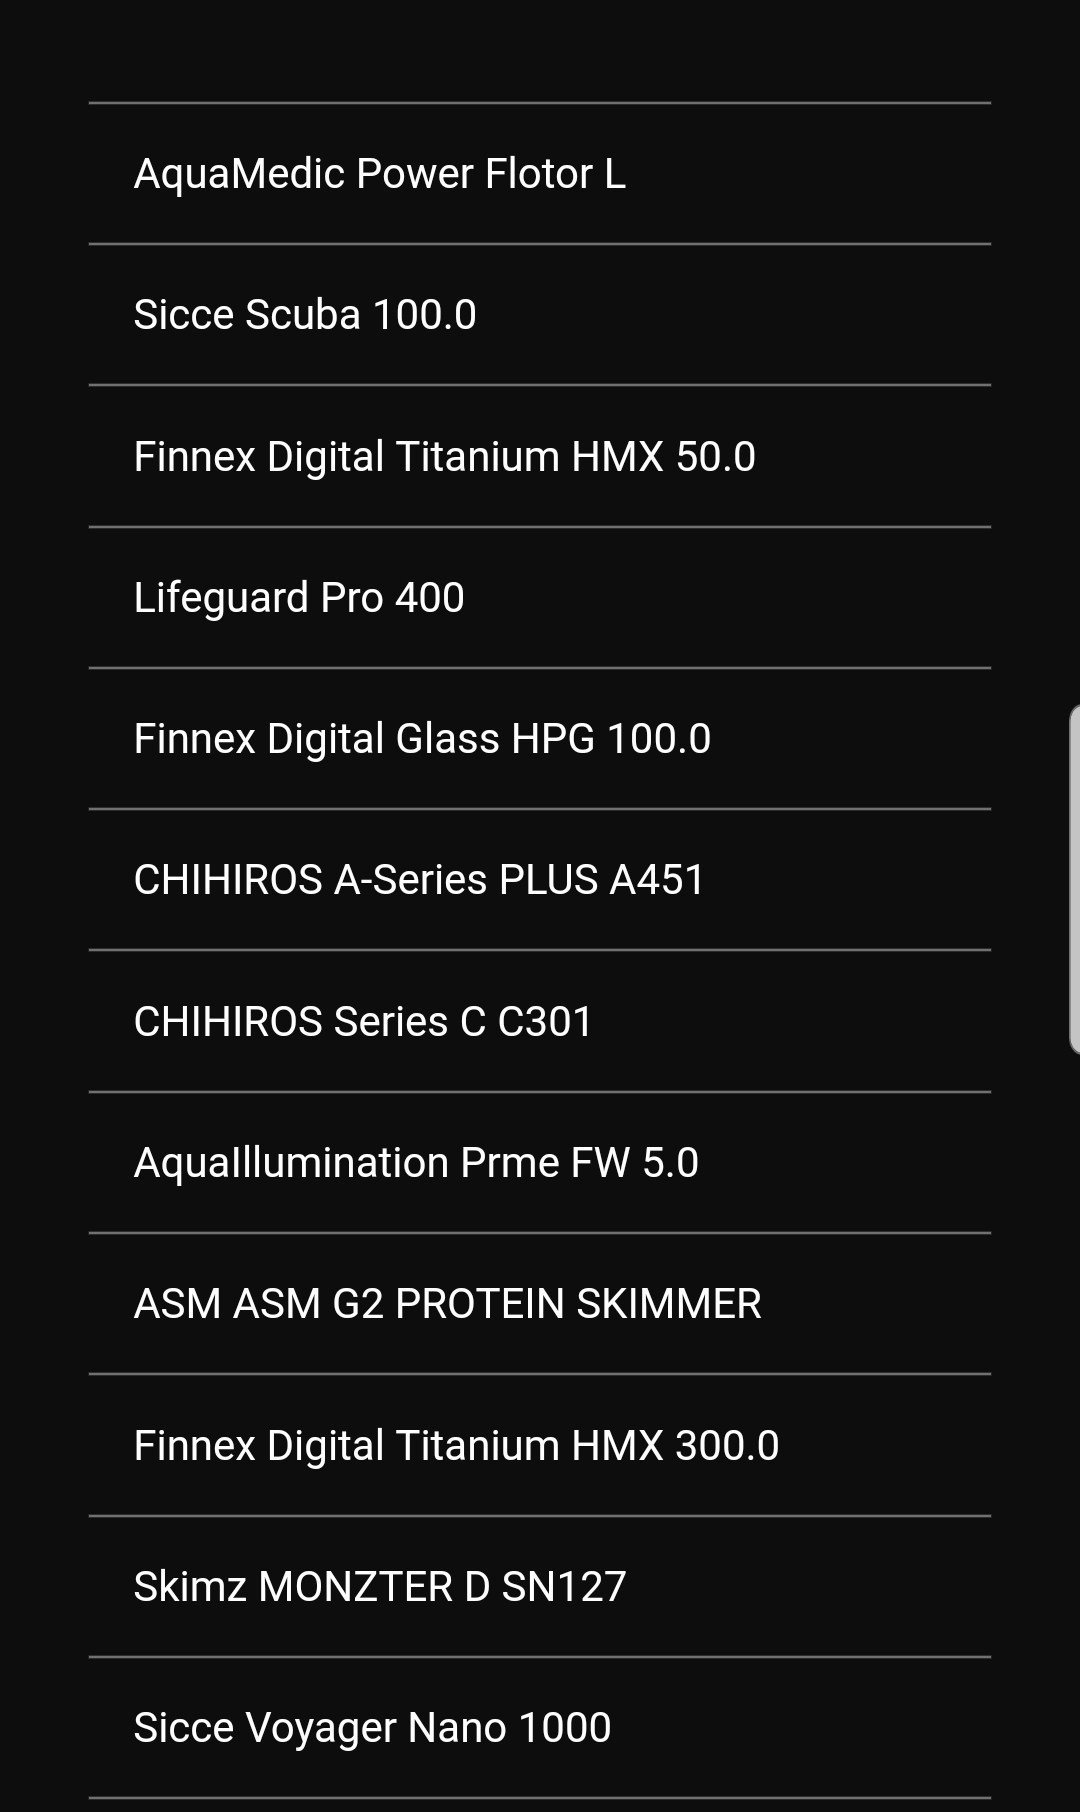 AquaMedic Power Flotor L
Sicce Scuba 100.0
Finnex Digital Titanium HMX 50.0
Lifeguard Pro 400
Finnex Digital Glass HPG 100.0
CHIHIROS A-Series PLUS A451
CHIHIROS Series C C301
AquaIllumination Prme FW 5.0
ASM ASM G2 PROTEIN SKIMMER
Finnex Digital Titanium HMX 300.0
Skimz MONZTER D SN127
Sicce Voyager Nano 1000